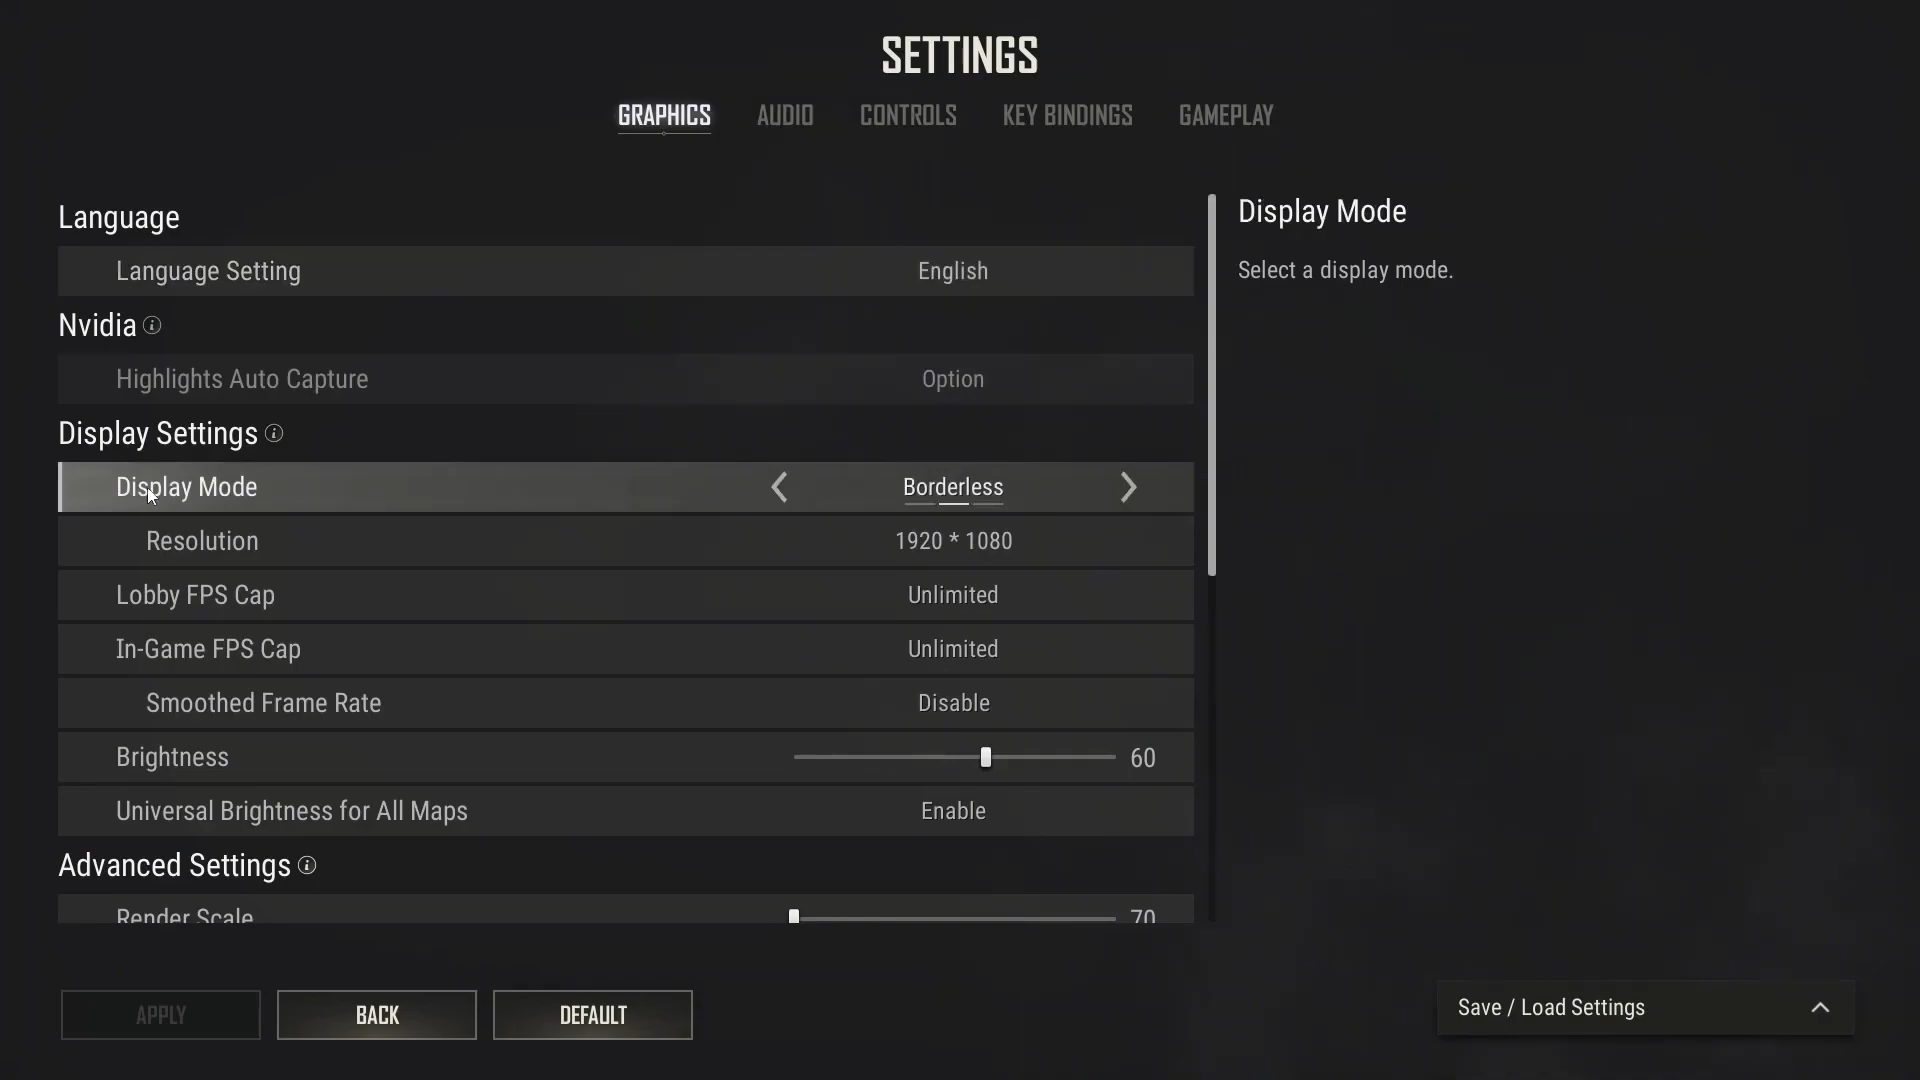 SETTINGS
GRAPHICS AUDIO CONTROLS KEY BINDINGS GAMEPLAY
Language
Language Setting English
Nvidia
Highlights Auto Capture Option
Display Settings
Display Mode Borderless
Resolution 1920 * 1080
Lobby FPS Cap Unlimited
In-Game FPS Cap Unlimited
Smoothed Frame Rate Disable
Brightness 60
Universal Brightness for All Maps Enable
Advanced Settings
Render Scale 70
Display Mode
Select a display mode.
APPLY BACK DEFAULT
Save / Load Settings